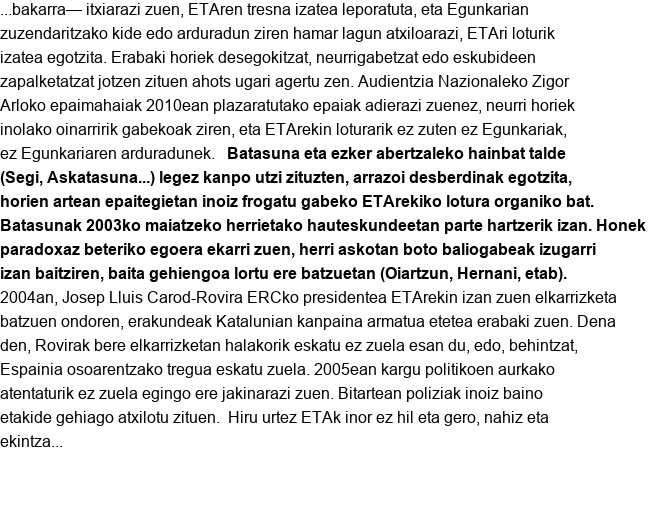 ...bakarra— itxiarazi zuen, ETAren tresna izatea leporatuta, eta Egunkarian
zuzendaritzako kide edo arduradun ziren hamar lagun atxiloarazi, ETAri loturik
izatea egotzita. Erabaki horiek desegokitzat, neurrigabetzat edo eskubideen
zapalketatzat jotzen zituen ahots ugari agertu zen. Audientzia Nazionaleko Zigor
Arloko epaimahaiak 2010ean plazaratutako epaiak adierazi zuenez, neurri horiek
inolako oinarririk gabekoak ziren, eta ETArekin loturarik ez zuten ez Egunkariak,
ez Egunkariaren arduradunek.   Batasuna eta ezker abertzaleko hainbat talde
(Segi, Askatasuna...) legez kanpo utzi zituzten, arrazoi desberdinak egotzita,
horien artean epaitegietan inoiz frogatu gabeko ETArekiko lotura organiko bat.
Batasunak 2003ko maiatzeko herrietako hauteskundeetan parte hartzerik izan. Honek
paradoxaz beteriko egoera ekarri zuen, herri askotan boto baliogabeak izugarri
izan baitziren, baita gehiengoa lortu ere batzuetan (Oiartzun, Hernani, etab).
2004an, Josep Lluis Carod-Rovira ERCko presidentea ETArekin izan zuen elkarrizketa
batzuen ondoren, erakundeak Katalunian kanpaina armatua etetea erabaki zuen. Dena
den, Rovirak bere elkarrizketan halakorik eskatu ez zuela esan du, edo, behintzat,
Espainia osoarentzako tregua eskatu zuela. 2005ean kargu politikoen aurkako
atentaturik ez zuela egingo ere jakinarazi zuen. Bitartean poliziak inoiz baino
etakide gehiago atxilotu zituen.  Hiru urtez ETAk inor ez hil eta gero, nahiz eta
ekintza...